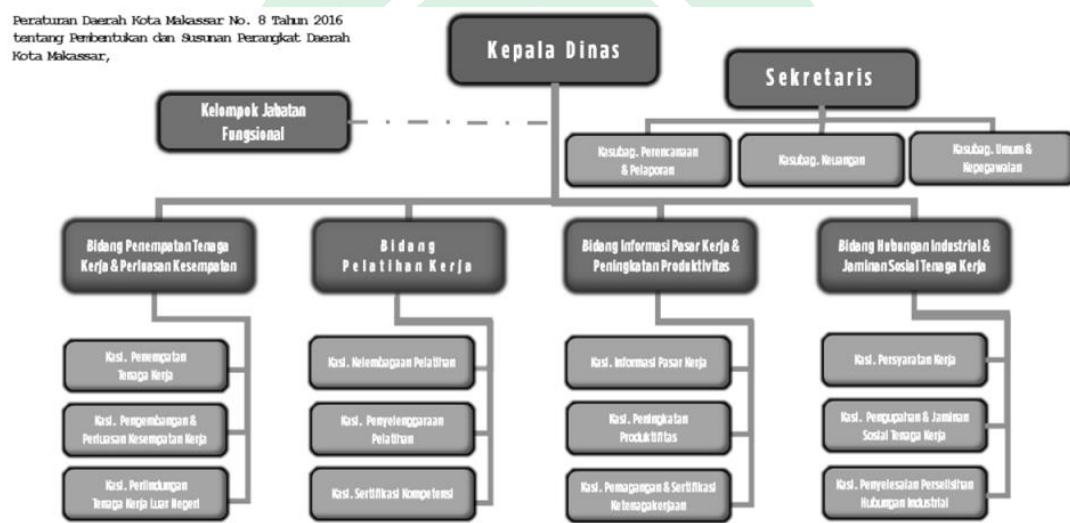 Peraturan Daerah Kota Makassar No. 8 Tahun 2016
tentang Pembentukan dan Susunan Perangkat Daerah
Kota Makassar,
Kepala Dinas
Sekretaris
Kelompok Jabatan
Fungsional
Kasubag. Perencanaan
& Pelaporan
Kasubag. Keuangan
Kasubag. Umum &
Kepegawaian
Bidang Penempatan Tenaga
Kerja & Perluasan Kesempatan
Bidang
Pelatihan Kerja
Bidang Informasi Pasar Kerja &
Peningkatan Produktivitas
Bidang Hubungan Industrial &
Jaminan Sosial Tenaga Kerja
Kasi. Penempatan
Tenaga Kerja
Kasi. Pengembangan &
Perluasan Kesempatan Kerja
Kasi. Perlindungan
Tenaga Kerja Luar Negeri
Kasi. Kelembagaan Pelatihan
Kasi. Penyelenggaraan
Pelatihan
Kasi. Sertifikasi Kompetensi
Kasi. Informasi Pasar Kerja
Kasi. Peningkatan
Produktifitas
Kasi. Pemagangan & Sertifikasi
Ketenagakerjaan
Kasi. Persyaratan Kerja
Kasi. Pengupahan & Jaminan
Sosial Tenaga Kerja
Kasi. Penyelesaian Perselisihan
Hubungan Industrial